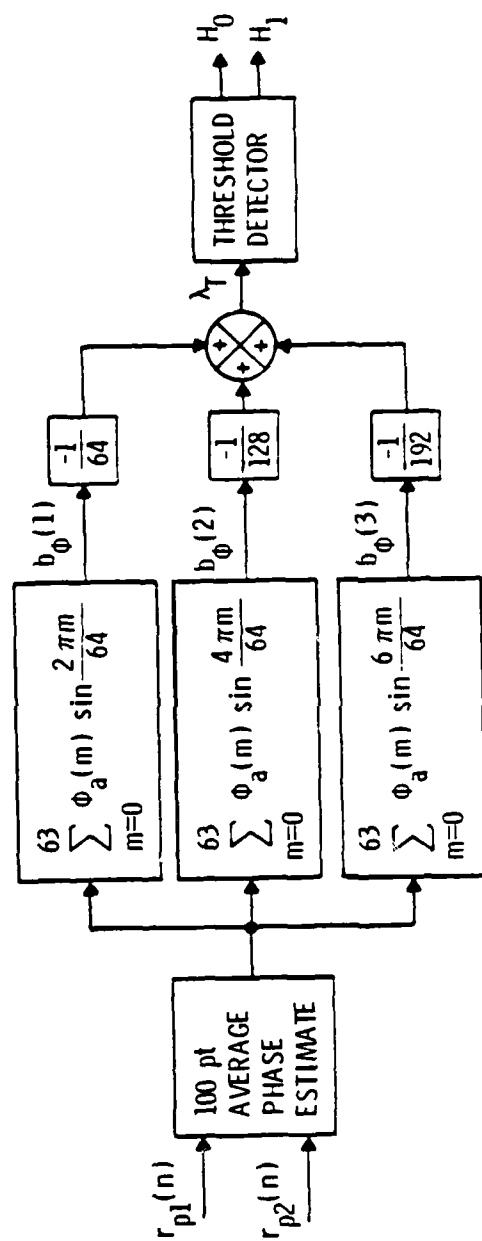 r_p1(n)
r_p2(n)
100 pt
AVERAGE
PHASE
ESTIMATE
63
∑ Φ_a(m) sin 2πm/64
m=0
63
∑ Φ_a(m) sin 4πm/64
m=0
63
∑ Φ_a(m) sin 6πm/64
m=0
b_Φ(1)
b_Φ(2)
b_Φ(3)
-1/64
-1/128
-1/192
+ + +
λ_T
THRESHOLD
DETECTOR
H_0
H_1